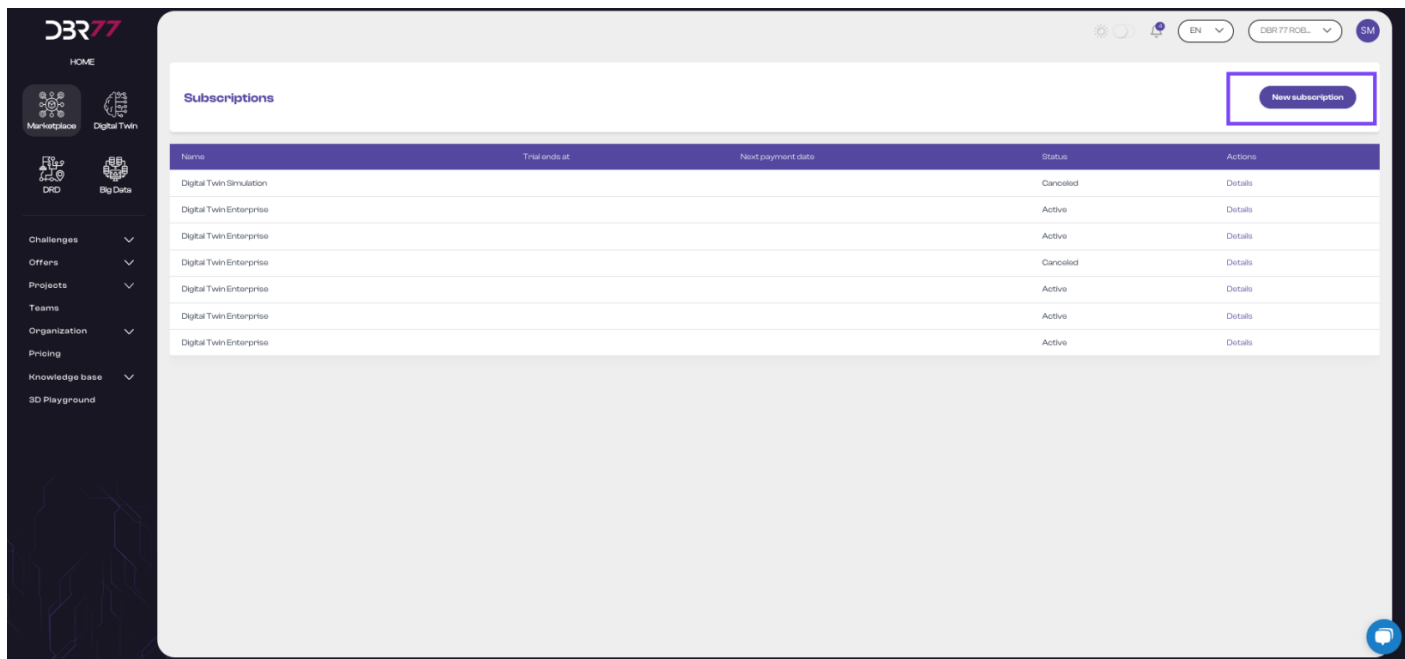 DBR77
HOME
Marketplace Digital Twin
DRD Big Data
Challenges
Offers
Projects
Teams
Organization
Pricing
Knowledge base
3D Playground
EN DBR 77 ROB... SM
Subscriptions New subscription
Name Trial ends at Next payment date Status Actions
Digital Twin Simulation Canceled Details
Digital Twin Enterprise Active Details
Digital Twin Enterprise Active Details
Digital Twin Enterprise Canceled Details
Digital Twin Enterprise Active Details
Digital Twin Enterprise Active Details
Digital Twin Enterprise Active Details